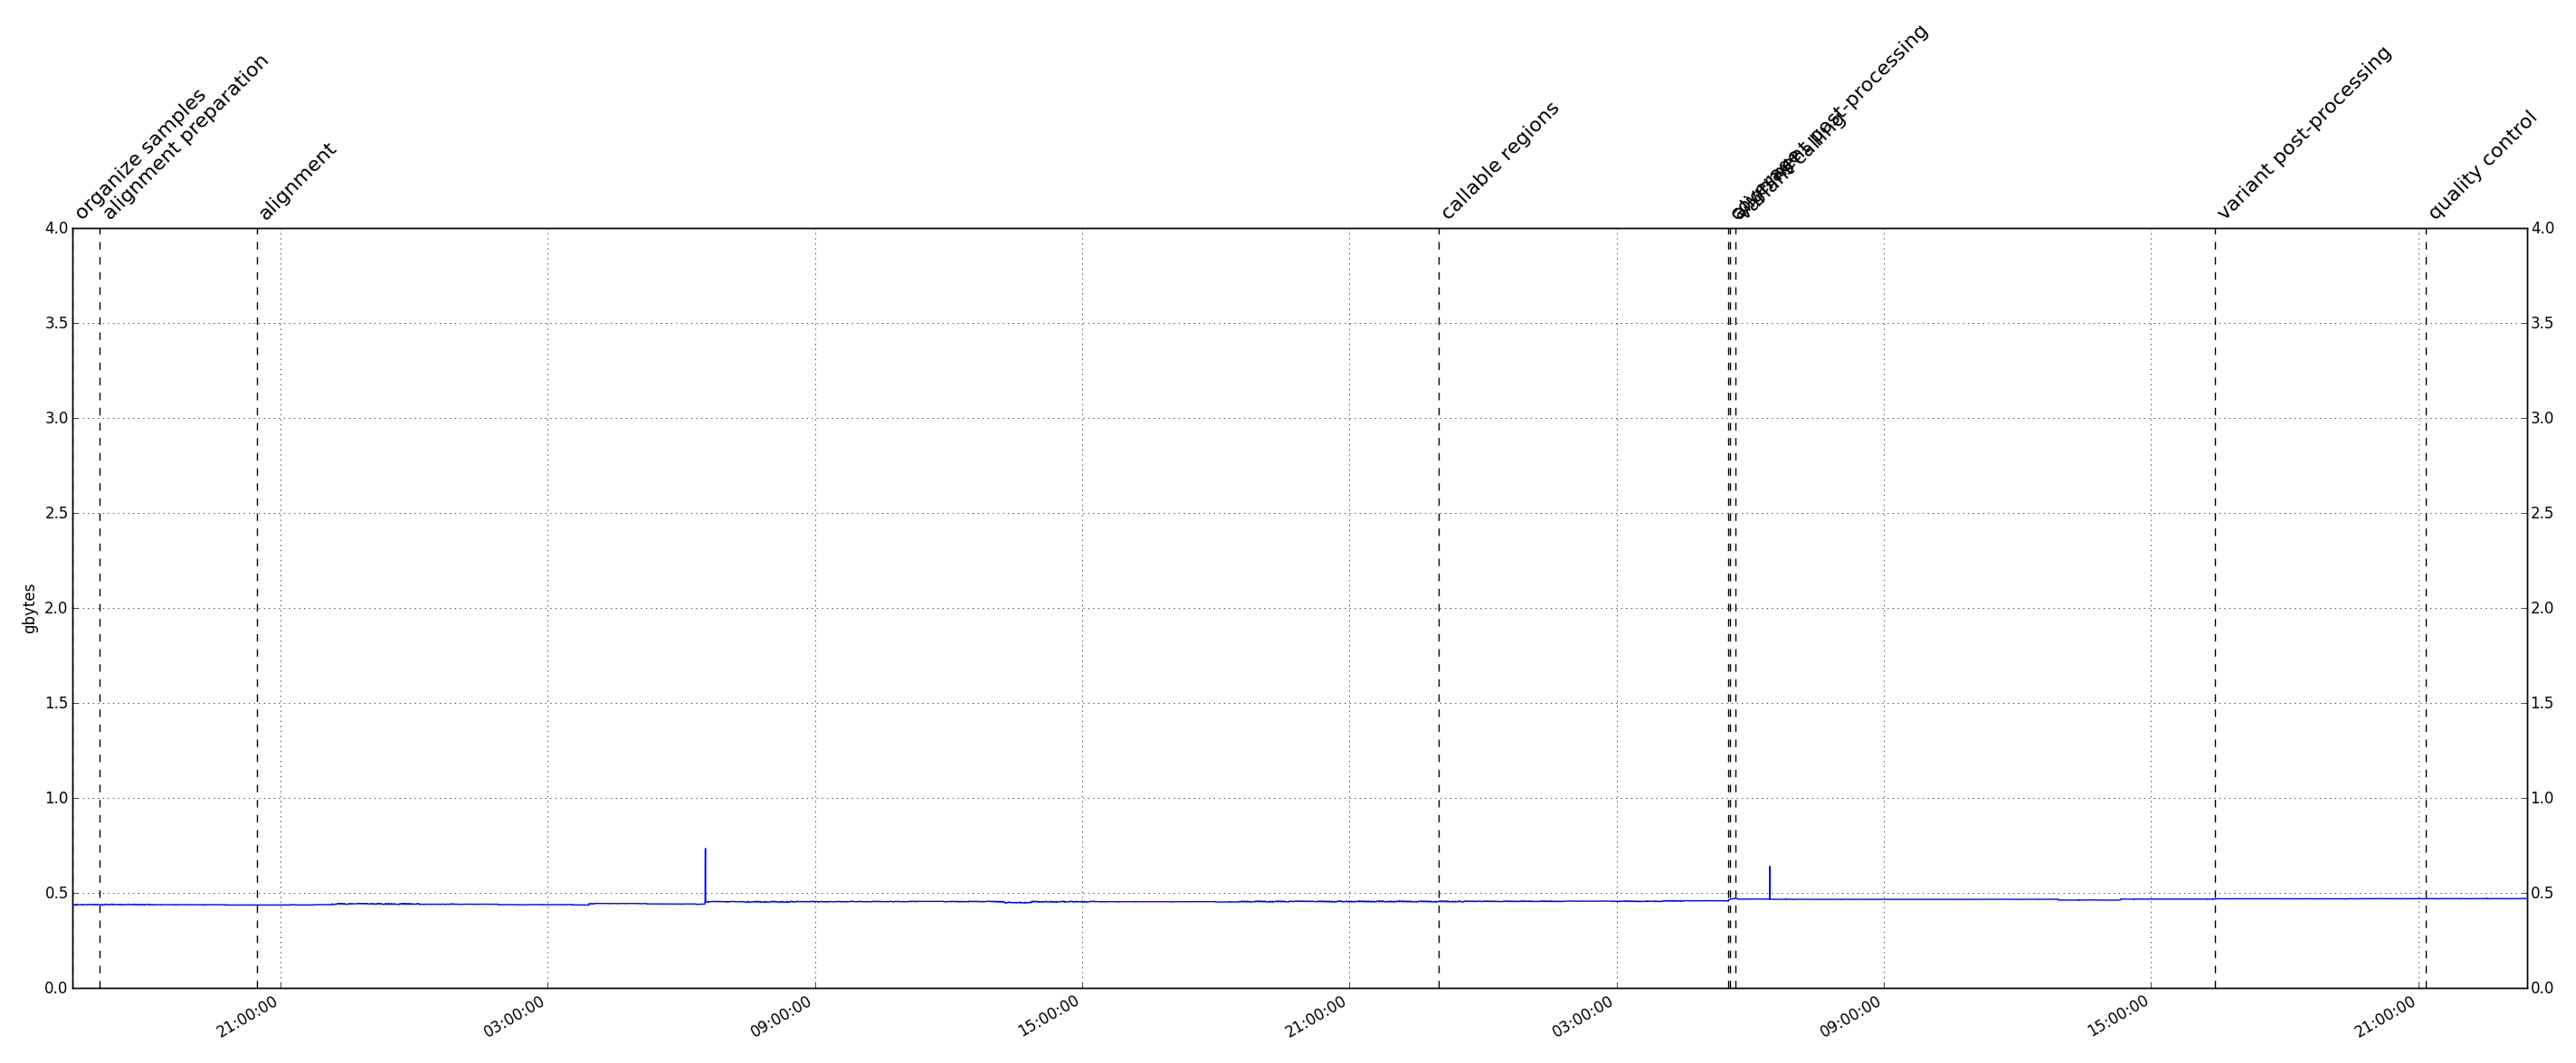 organize samples
alignment preparation
alignment
callable regions
post-processing
variant calling
variant post-processing
quality control
4.0 4.0
3.5 3.5
3.0 3.0
2.5 2.5
2.0 2.0
1.5 1.5
1.0 1.0
0.5 0.5
0.0 0.0
gbytes
21:00:00 03:00:00 09:00:00 15:00:00 21:00:00 03:00:00 09:00:00 15:00:00 21:00:00